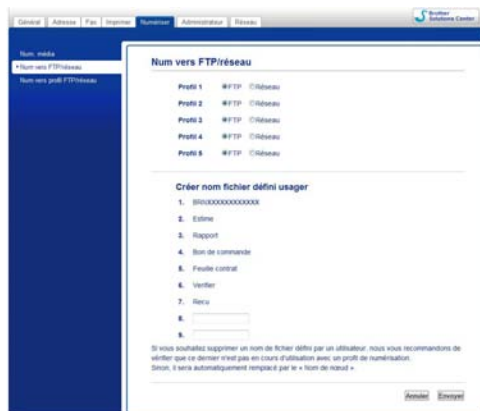 Général Adresse Fax Imprimer Numériser Administrateur Réseau
Brother
Solutions Center
Num. média
Num vers FTP/réseau
Num vers profil FTP/réseau
Num vers FTP/réseau
Profil 1 FTP Réseau
Profil 2 FTP Réseau
Profil 3 FTP Réseau
Profil 4 FTP Réseau
Profil 5 FTP Réseau
Créer nom fichier défini usager
1. BRNXXXXXXXXXXXX
2. Estime
3. Rapport
4. Bon de commande
5. Feuille contrat
6. Verifier
7. Recu
8.
9.
Si vous souhaitez supprimer un nom de fichier défini par un utilisateur, nous vous recommandons de
vérifier que ce dernier n'est pas en cours d'utilisation avec un profil de numérisation.
Sinon, il sera automatiquement remplacé par le « Nom de nœud ».
Annuler Envoyer